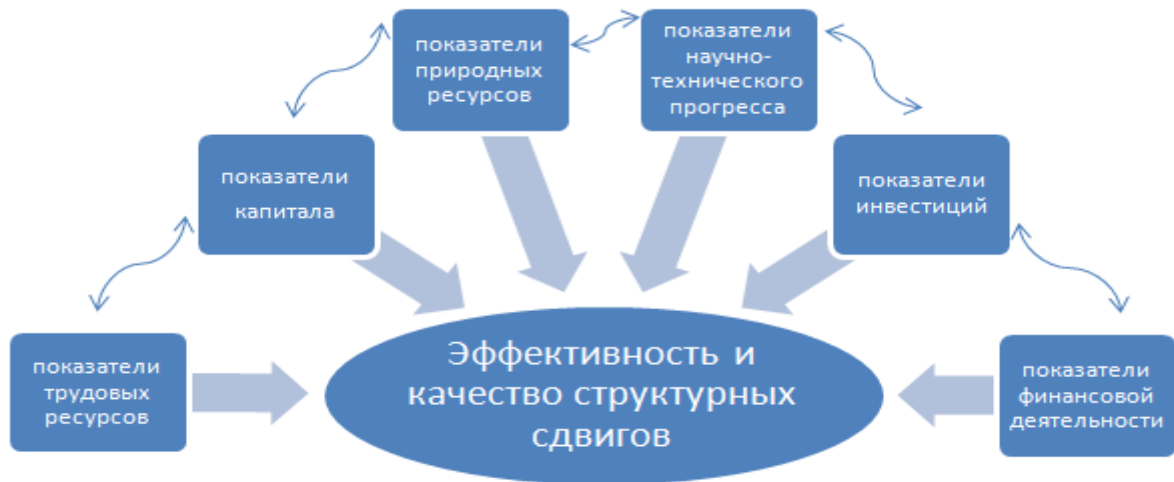 показатели
природных
ресурсов
показатели
научно-
технического
прогресса
показатели
капитала
показатели
инвестиций
показатели
трудовых
ресурсов
Эффективность и
качество структурных
сдвигов
показатели
финансовой
деятельности